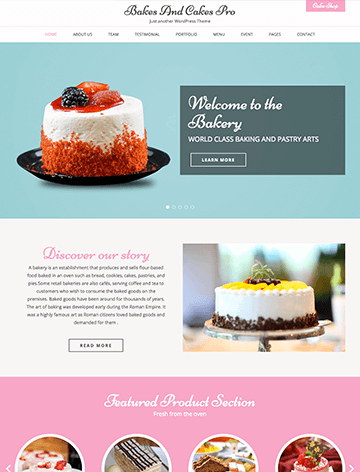 Bakes And Cakes Pro
Just another WordPress Theme
Cake Shop
HOME ABOUT US TEAM TESTIMONIAL PORTFOLIO MENU EVENT PAGES CONTACT
Welcome to the
Bakery
WORLD CLASS BAKING AND PASTRY ARTS
LEARN MORE
Discover our story
A bakery is an establishment that produces and sells flour-based
food baked in an oven such as bread, cookies, cakes, pastries, and
pies.Some retail bakeries are also cafés, serving coffee and tea to
customers who wish to consume the baked goods on the
premises. Baked goods have been around for thousands of years.
The art of baking was developed early during the Roman Empire. It
was a highly famous art as Roman citizens loved baked goods and
demanded for them .
READ MORE
Featured Product Section
Fresh from the oven